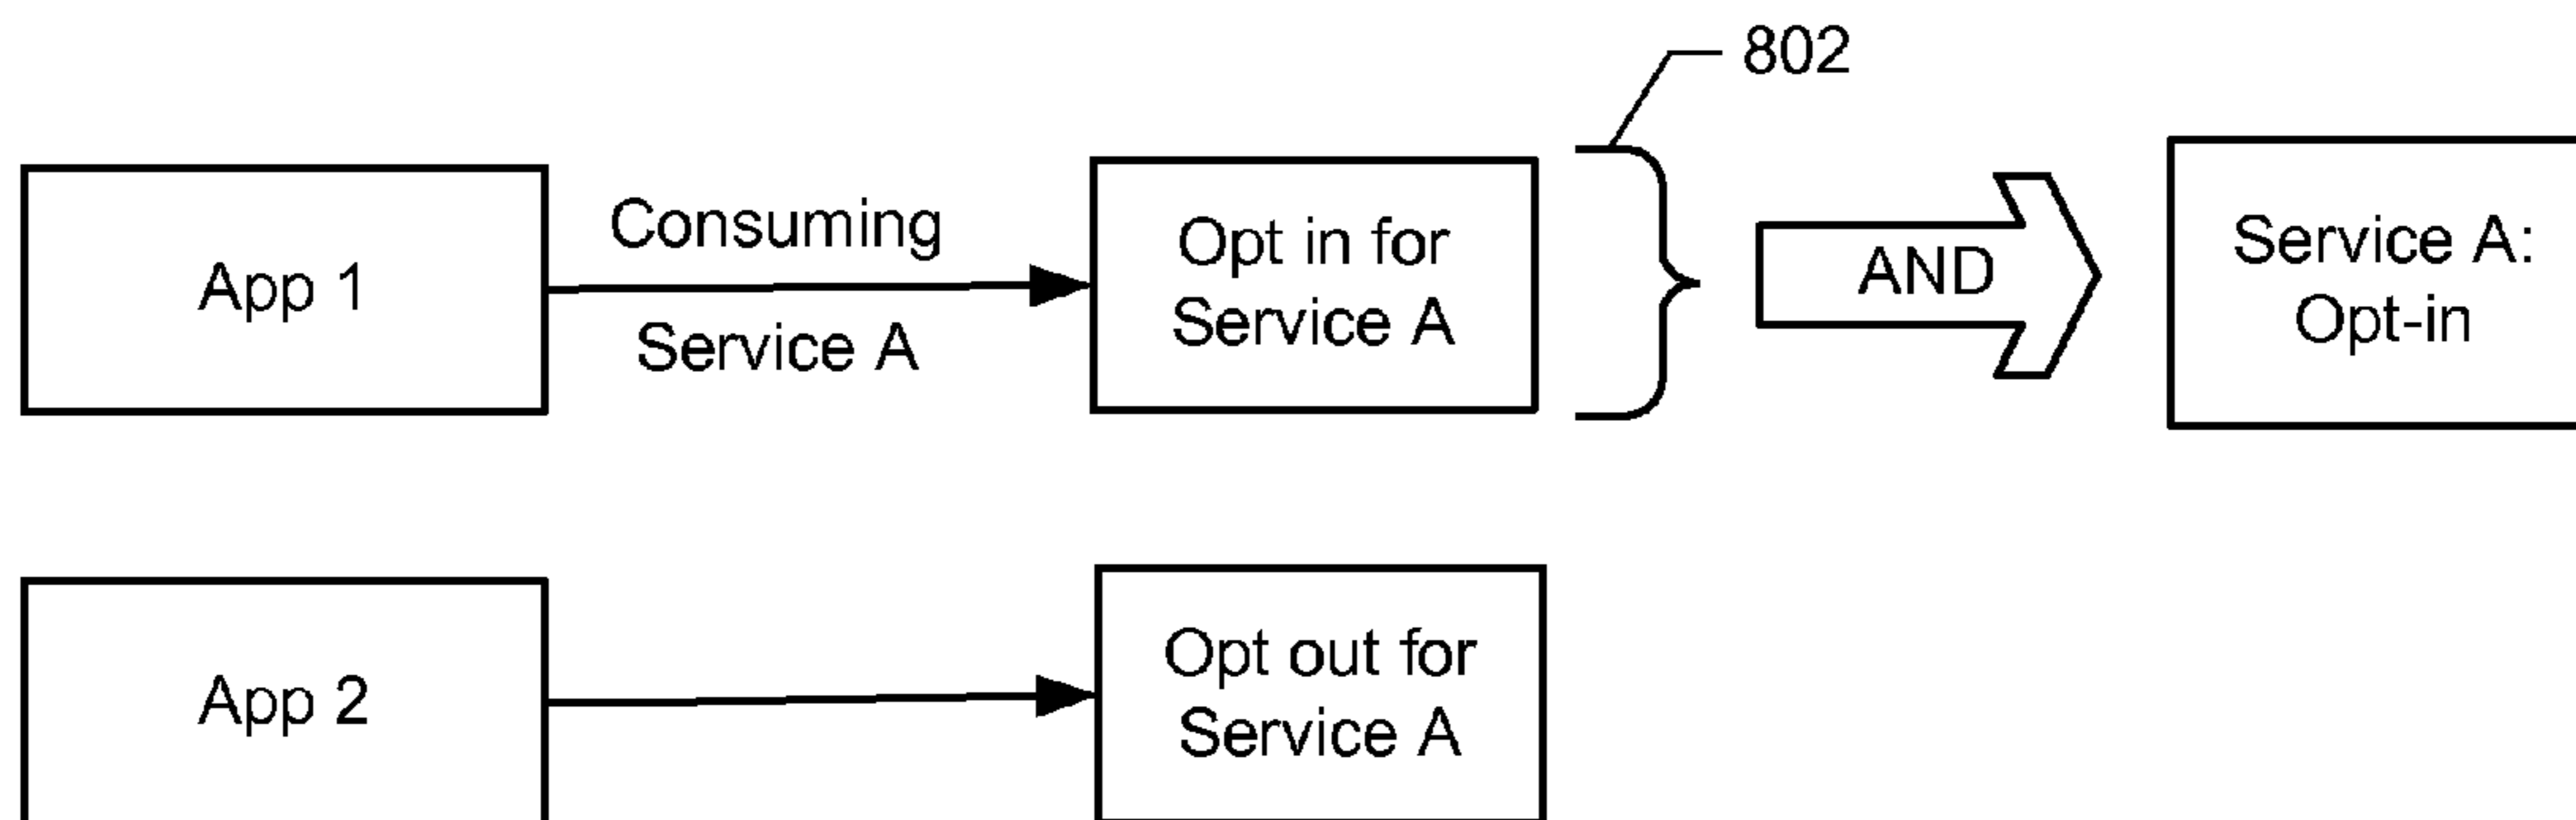 802
App 1
Consuming
Service A
Opt in for
Service A
AND
Service A:
Opt-in
App 2
Opt out for
Service A